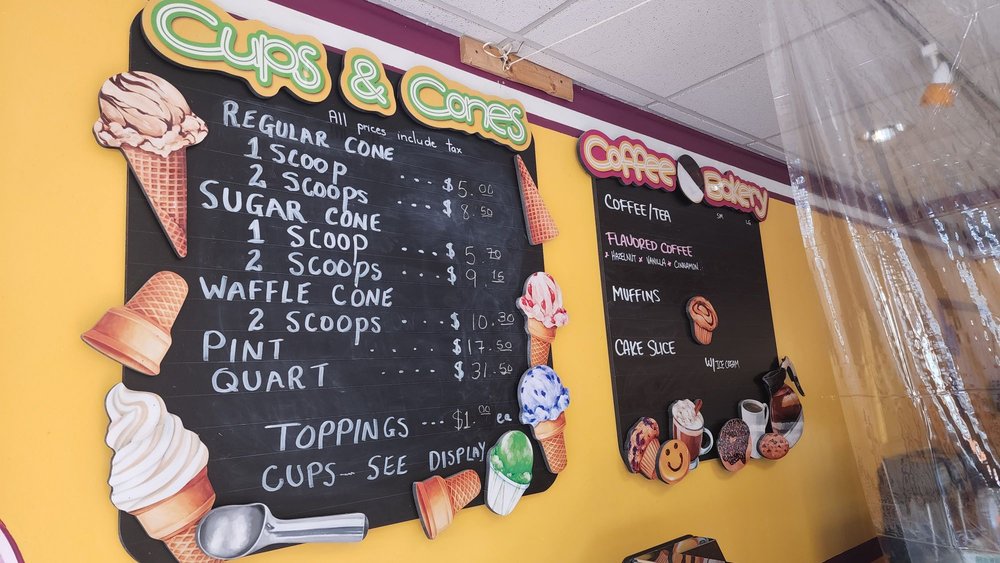 Cups & Cones
All prices include tax
REGULAR CONE
1 SCOOP ... $5.00
2 SCOOPS ... $8.50
SUGAR CONE
1 SCOOP ... $5.70
2 SCOOPS ... $9.15
WAFFLE CONE
2 SCOOPS .... $10.30
PINT .... $17.50
QUART .... $31.50
TOPPINGS ... $1.00 ea
CUPS - SEE DISPLAY
Coffee Bakery
COFFEE/TEA SM LG
FLAVORED COFFEE
HAZELNUT VANILLA CINNAMON
MUFFINS
CAKE SLICE
W/ ICE CREAM